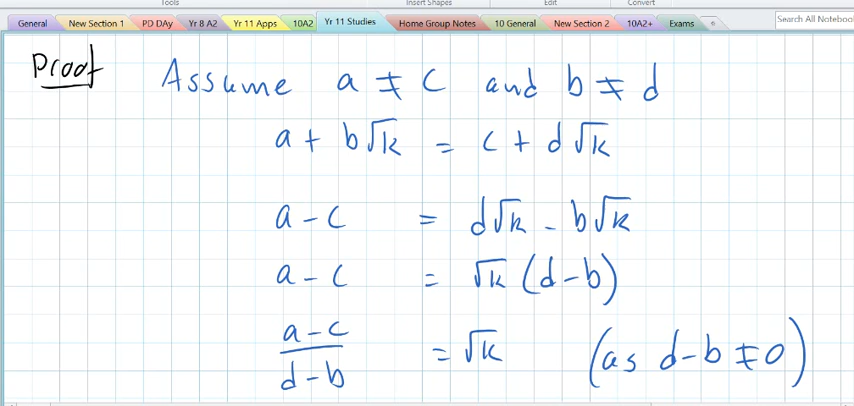 Tools Insert Shapes Edit Convert
General New Section 1 PD DAy Yr 8 A2 Yr 11 Apps 10A2 Yr 11 Studies Home Group Notes 10 General New Section 2 10A2+ Exams Search All Notebook
Proof Assume a ≠ c and b ≠ d
a + b√k = c + d√k
a - c = d√k - b√k
a - c = √k (d-b)
a-c / d-b = √k (as d-b ≠ 0)